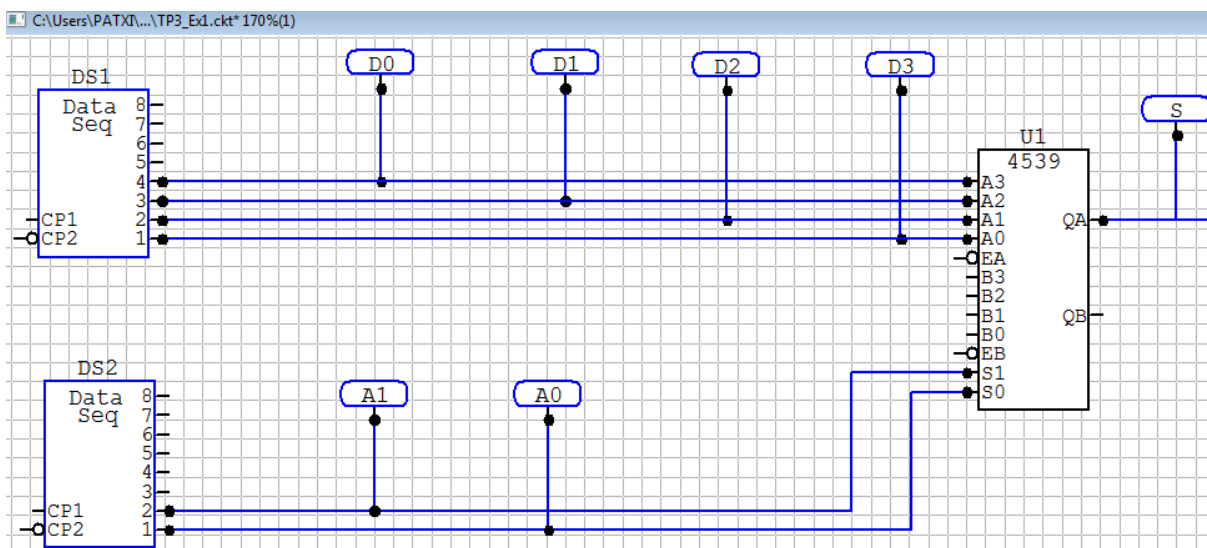 C:\Users\PATXI\...\TP3_Ex1.ckt* 170%(1)
D0 D1 D2 D3
S
DS1
Data
Seq
8
7
6
5
4
3
CP1 2
CP2 1
U1
4539
A3
A2
A1 QA
A0
EA
B3
B2
B1 QB
B0
EB
S1
S0
DS2
Data
Seq
8
7
6
5
4
3
CP1 2
CP2 1
A1 A0